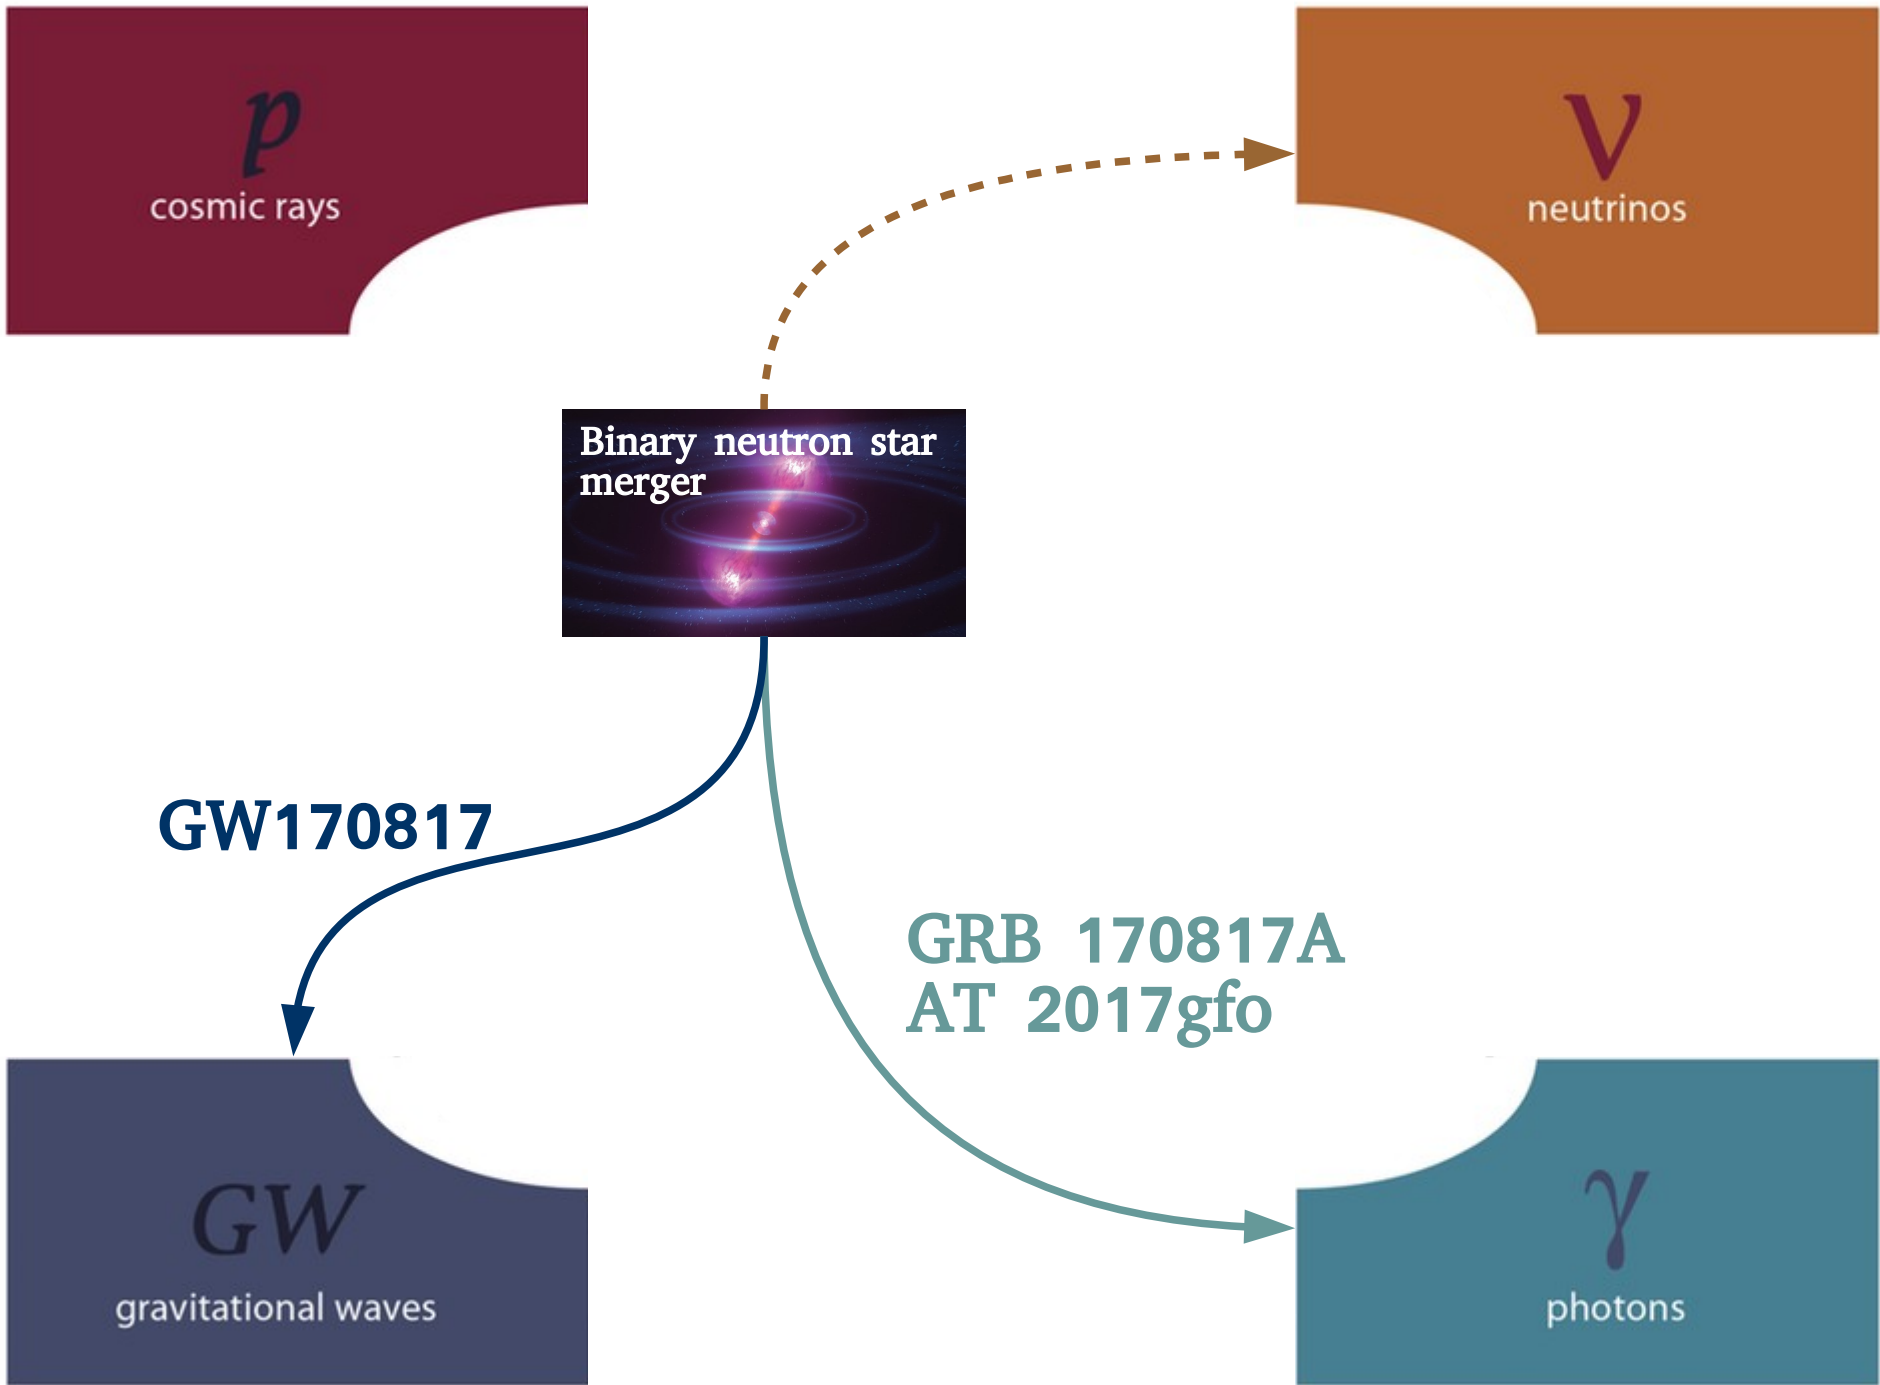 p
cosmic rays
ν
neutrinos
Binary neutron star
merger
GW170817
GRB 170817A
AT 2017gfo
GW
gravitational waves
γ
photons